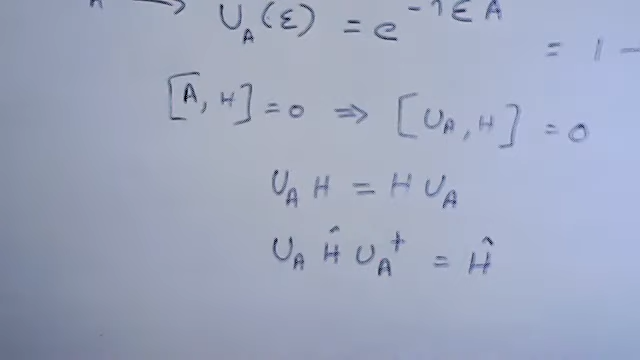 A → U_A(ε) = e^{-iεA} = 1 -
[A, H] = 0 ⇒ [U_A, H] = 0
U_A H = H U_A
U_A Ĥ U_A† = Ĥ